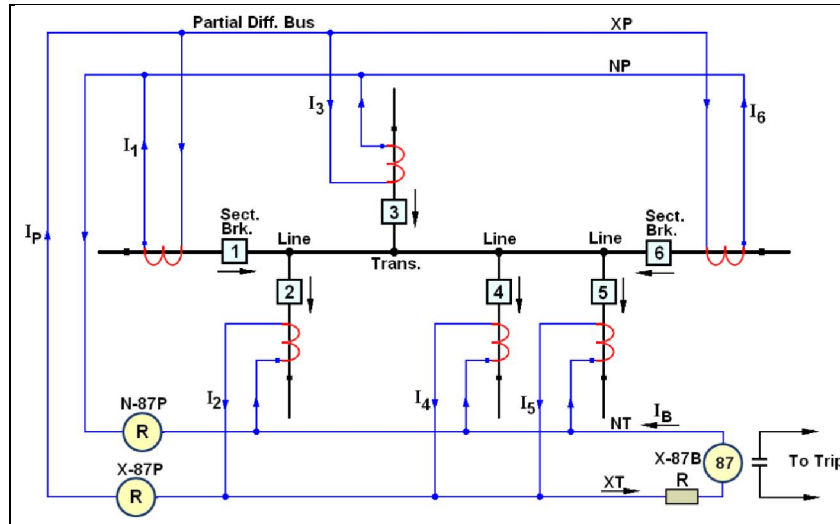 Partial Diff. Bus
XP
NP
I3
I6
I1
3
Sect.
Brk.
Sect.
Brk.
IP
1
Line
Trans.
Line
Line
6
2
4
5
I2
I4
I5
N-87P
NT
IB
R
X-87P
X-87B
87
To Trip
R
XT
R